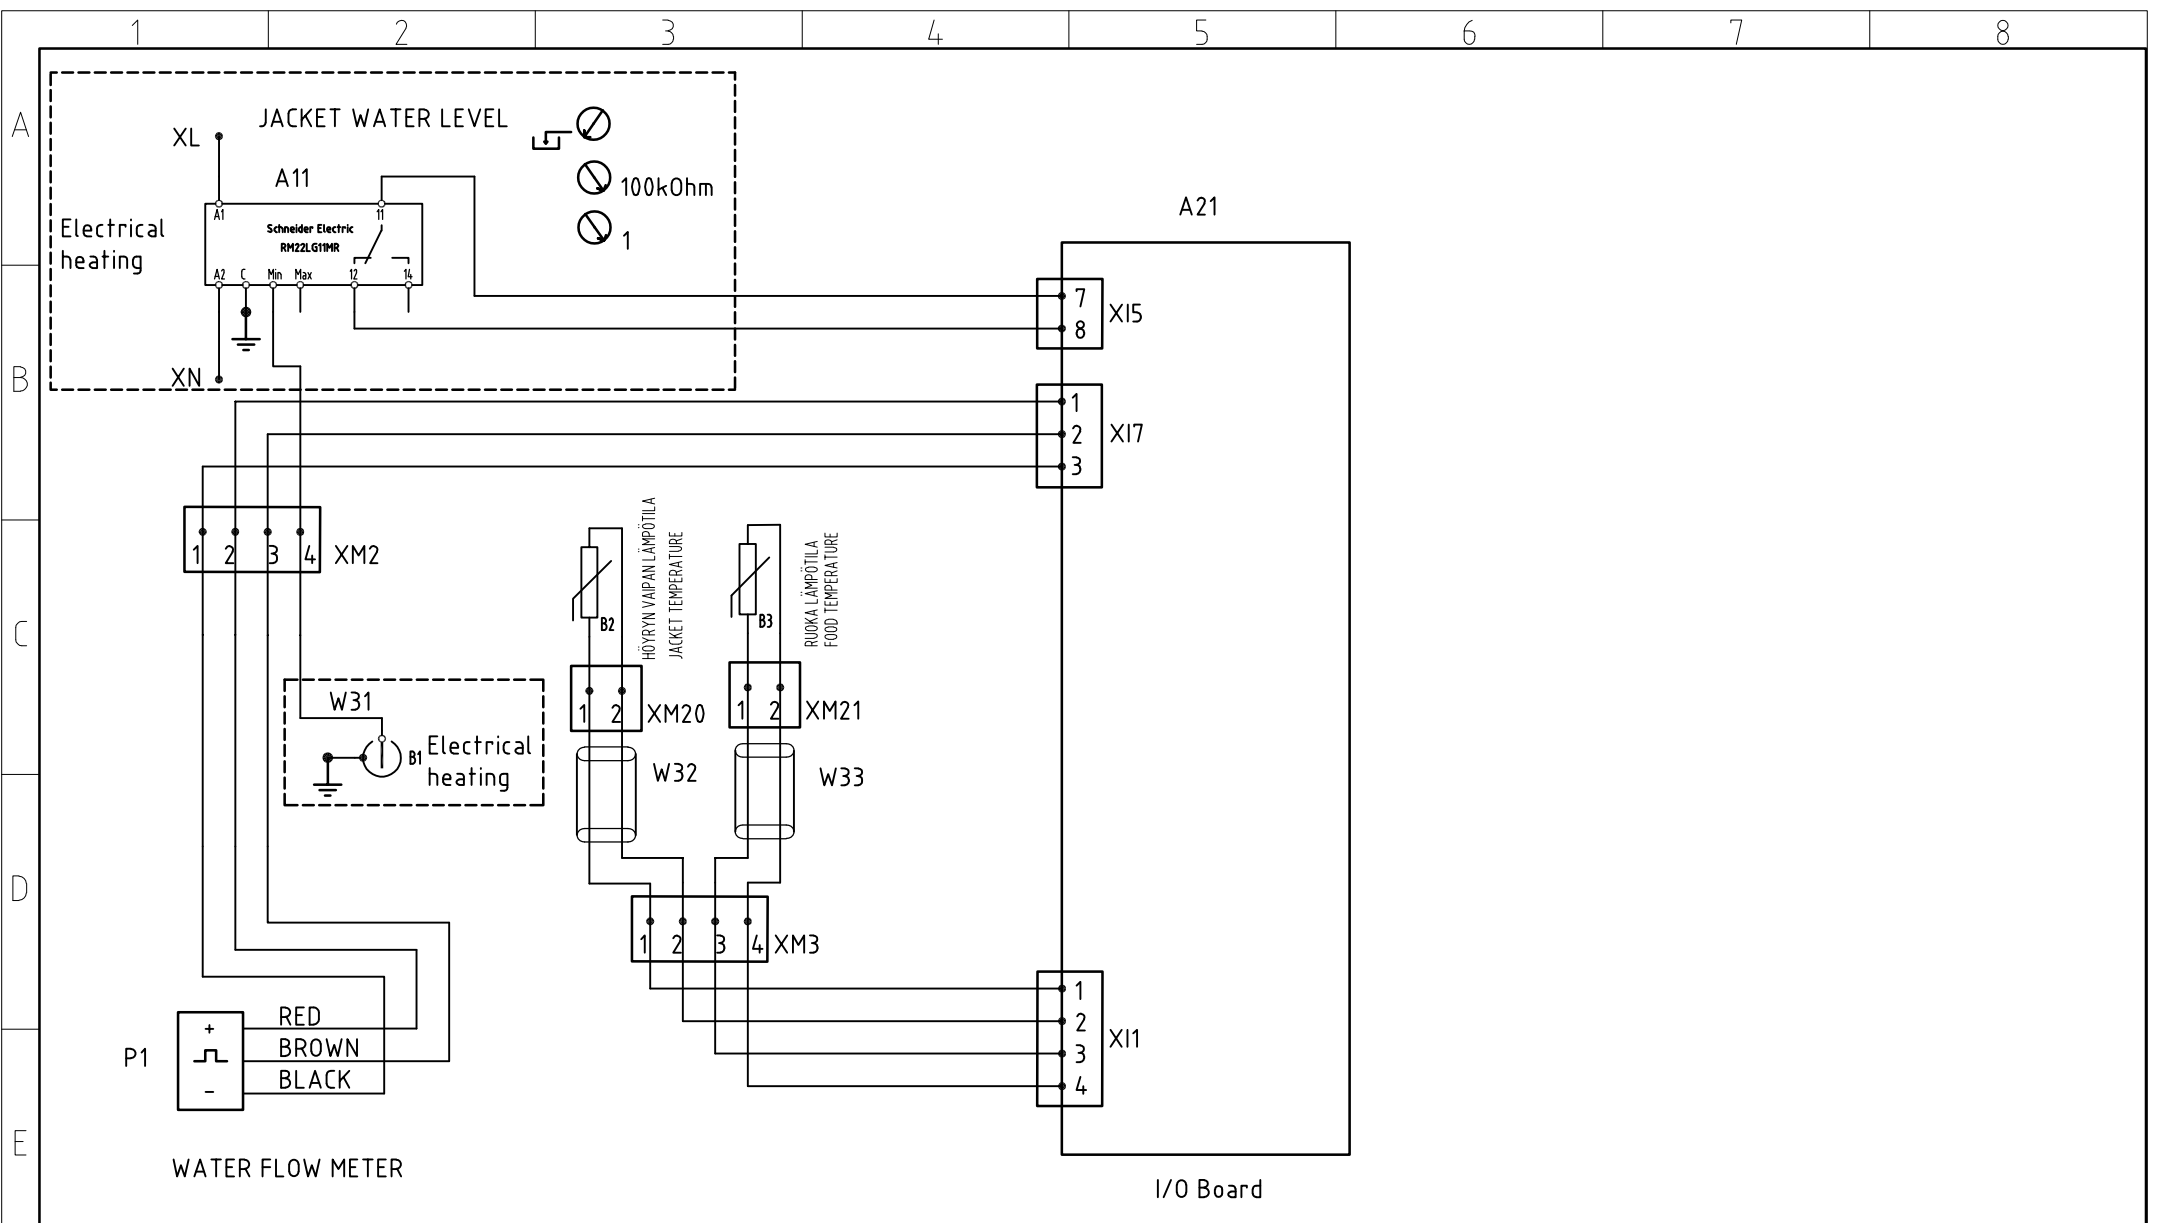 1 2 3 4 5 6 7 8
A
B
C
D
E
JACKET WATER LEVEL
XL
A11
100kOhm
1
Electrical
heating
A1
11
Schneider Electric
RM22LG11MR
A2 C Min Max 12 14
XN
A21
7
8
XI5
1
2
3
XI7
1 2 3 4 XM2
HÖYRYN VAIPAN LÄMPÖTILA
JACKET TEMPERATURE
B2
RUOKA LÄMPÖTILA
FOOD TEMPERATURE
B3
1 2 XM20
1 2 XM21
W31
B1
Electrical
heating
W32
W33
1 2 3 4 XM3
1
2
3
4
XI1
P1
+
-
RED
BROWN
BLACK
WATER FLOW METER
I/O Board